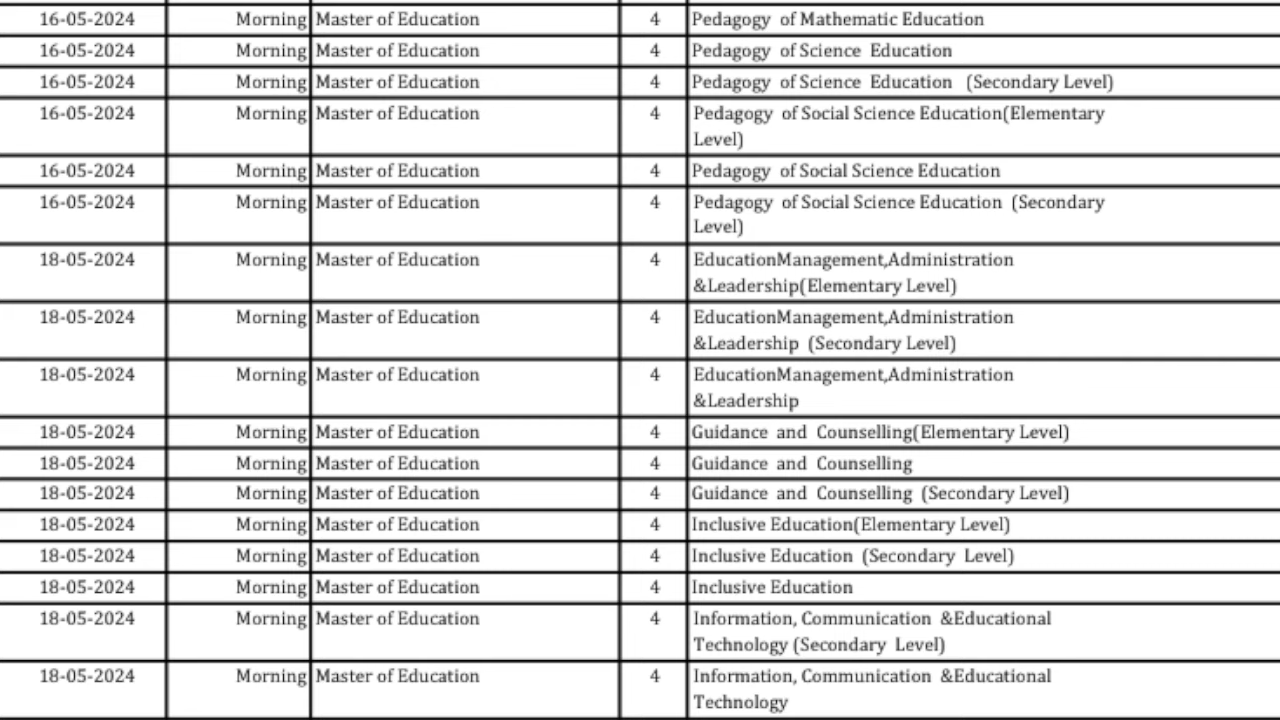 16-05-2024 Morning Master of Education 4 Pedagogy of Mathematic Education
16-05-2024 Morning Master of Education 4 Pedagogy of Science Education
16-05-2024 Morning Master of Education 4 Pedagogy of Science Education (Secondary Level)
16-05-2024 Morning Master of Education 4 Pedagogy of Social Science Education(Elementary
Level)
16-05-2024 Morning Master of Education 4 Pedagogy of Social Science Education
16-05-2024 Morning Master of Education 4 Pedagogy of Social Science Education (Secondary
Level)
18-05-2024 Morning Master of Education 4 EducationManagement,Administration
&Leadership(Elementary Level)
18-05-2024 Morning Master of Education 4 EducationManagement,Administration
&Leadership (Secondary Level)
18-05-2024 Morning Master of Education 4 EducationManagement,Administration
&Leadership
18-05-2024 Morning Master of Education 4 Guidance and Counselling(Elementary Level)
18-05-2024 Morning Master of Education 4 Guidance and Counselling
18-05-2024 Morning Master of Education 4 Guidance and Counselling (Secondary Level)
18-05-2024 Morning Master of Education 4 Inclusive Education(Elementary Level)
18-05-2024 Morning Master of Education 4 Inclusive Education (Secondary Level)
18-05-2024 Morning Master of Education 4 Inclusive Education
18-05-2024 Morning Master of Education 4 Information, Communication &Educational
Technology (Secondary Level)
18-05-2024 Morning Master of Education 4 Information, Communication &Educational
Technology